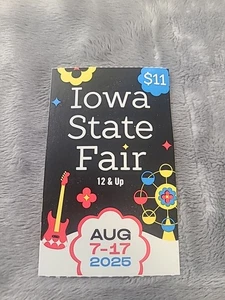 $11
Iowa
State
Fair
12 & Up
AUG
7-17
2025